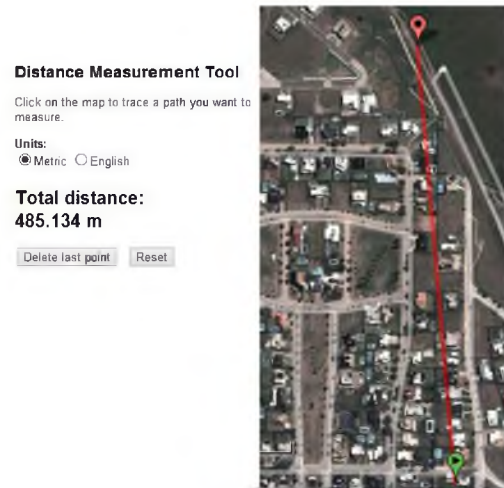 Distance Measurement Tool
Click on the map to trace a path you want to
measure.
Units:
Metric English
Total distance:
485.134 m
Delete last point Reset